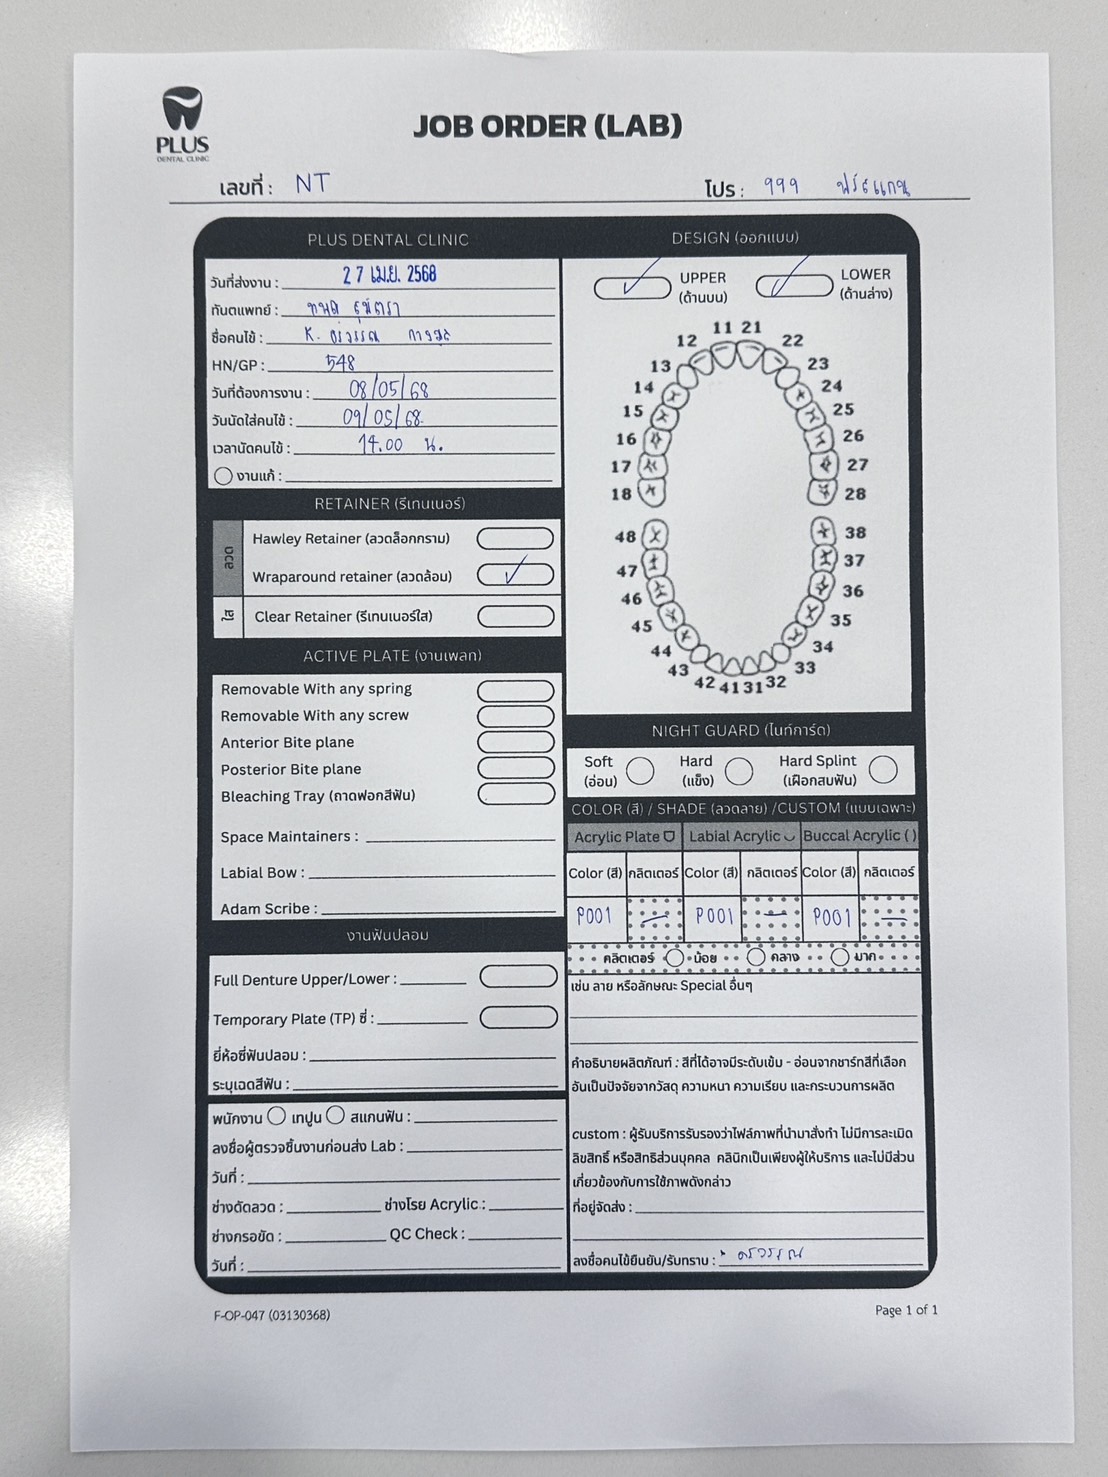 PLUS
DENTAL CLINIC
JOB ORDER (LAB)
เลขที่ : NT
โปร : 999 ฟรีสแกน
PLUS DENTAL CLINIC
วันที่ส่งงาน : 27 เม.ย. 2568
ทันตแพทย์ :
ชื่อคนไข้ : K.
HN/GP : 548
วันที่ต้องการงาน : 08/05/68
วันนัดใส่คนไข้ : 09/05/68
เวลานัดคนไข้ : 14.00 น.
งานแก้ :
RETAINER (รีเทนเนอร์)
ลวด
Hawley Retainer (ลวดล็อกกราม)
Wraparound retainer (ลวดล้อม)
ใส
Clear Retainer (รีเทนเนอร์ใส)
ACTIVE PLATE (งานเพลท)
Removable With any spring
Removable With any screw
Anterior Bite plane
Posterior Bite plane
Bleaching Tray (ถาดฟอกสีฟัน)
Space Maintainers :
Labial Bow :
Adam Scribe :
งานฟันปลอม
Full Denture Upper/Lower :
Temporary Plate (TP) ซี่ :
ยี่ห้อซี่ฟันปลอม :
ระบุเฉดสีฟัน :
พนักงาน เทปูน สแกนฟัน :
ลงชื่อผู้ตรวจชิ้นงานก่อนส่ง Lab :
วันที่ :
ช่างดัดลวด : ช่างโรย Acrylic :
ช่างกรอขัด : QC Check :
วันที่ :
DESIGN (ออกแบบ)
UPPER
(ด้านบน)
LOWER
(ด้านล่าง)
11 21
12 22
13 23
14 24
15 25
16 26
17 27
18 28
48 38
47 37
46 36
45 35
44 34
43 33
42 41 31 32
NIGHT GUARD (ไนท์การ์ด)
Soft
(อ่อน)
Hard
(แข็ง)
Hard Splint
(เฝือกสบฟัน)
COLOR (สี) / SHADE (ลวดลาย) /CUSTOM (แบบเฉพาะ)
Acrylic Plate Labial Acrylic Buccal Acrylic ( )
Color (สี) กลิตเตอร์ Color (สี) กลิตเตอร์ Color (สี) กลิตเตอร์
P001 — P001 — P001 —
คลิตเตอร์ น้อย กลาง มาก
เช่น ลาย หรือลักษณะ Special อื่นๆ
คำอธิบายผลิตภัณฑ์ : สีที่ได้อาจมีระดับเข้ม - อ่อนจากชาร์ทสีที่เลือก
อันเป็นปัจจัยจากวัสดุ ความหนา ความเรียบ และกระบวนการผลิต
custom : ผู้รับบริการรับรองว่าไฟล์ภาพที่นำมาสั่งทำ ไม่มีการละเมิด
ลิขสิทธิ์ หรือสิทธิส่วนบุคคล คลินิกเป็นเพียงผู้ให้บริการ และไม่มีส่วน
เกี่ยวข้องกับการใช้ภาพดังกล่าว
ที่อยู่จัดส่ง :
ลงชื่อคนไข้ยืนยัน/รับทราบ :
F-OP-047 (03130368)
Page 1 of 1